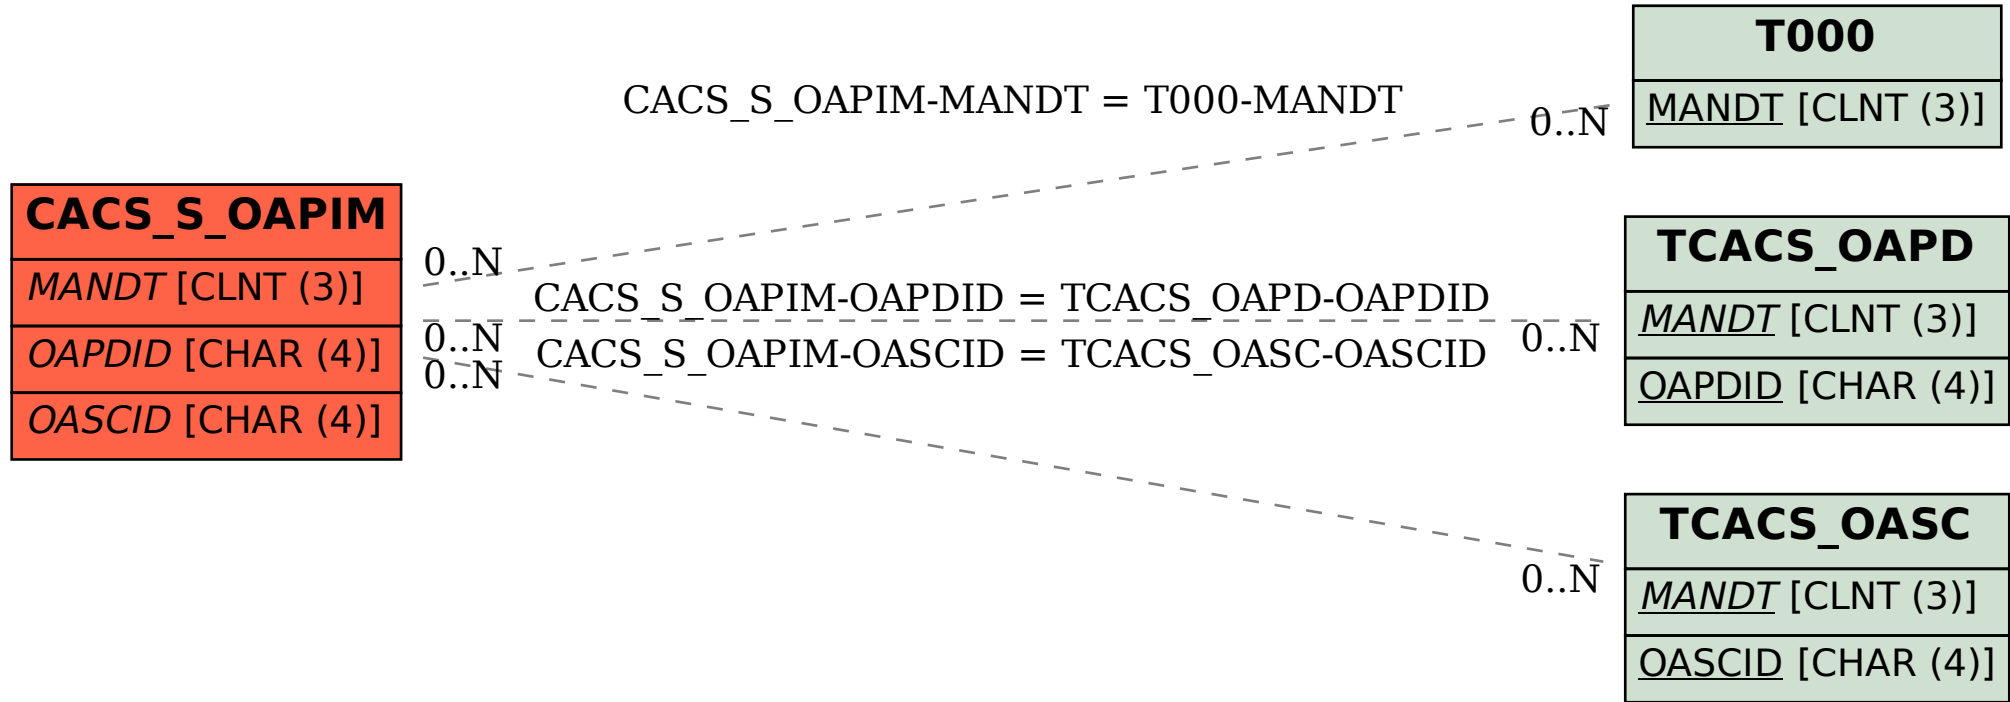 CACS_S_OAPIM
MANDT [CLNT (3)]
OAPDID [CHAR (4)]
OASCID [CHAR (4)]
CACS_S_OAPIM-MANDT = T000-MANDT
0..N
0..N
CACS_S_OAPIM-OAPDID = TCACS_OAPD-OAPDID
0..N
0..N
CACS_S_OAPIM-OASCID = TCACS_OASC-OASCID
0..N
0..N
T000
MANDT [CLNT (3)]
TCACS_OAPD
MANDT [CLNT (3)]
OAPDID [CHAR (4)]
TCACS_OASC
MANDT [CLNT (3)]
OASCID [CHAR (4)]